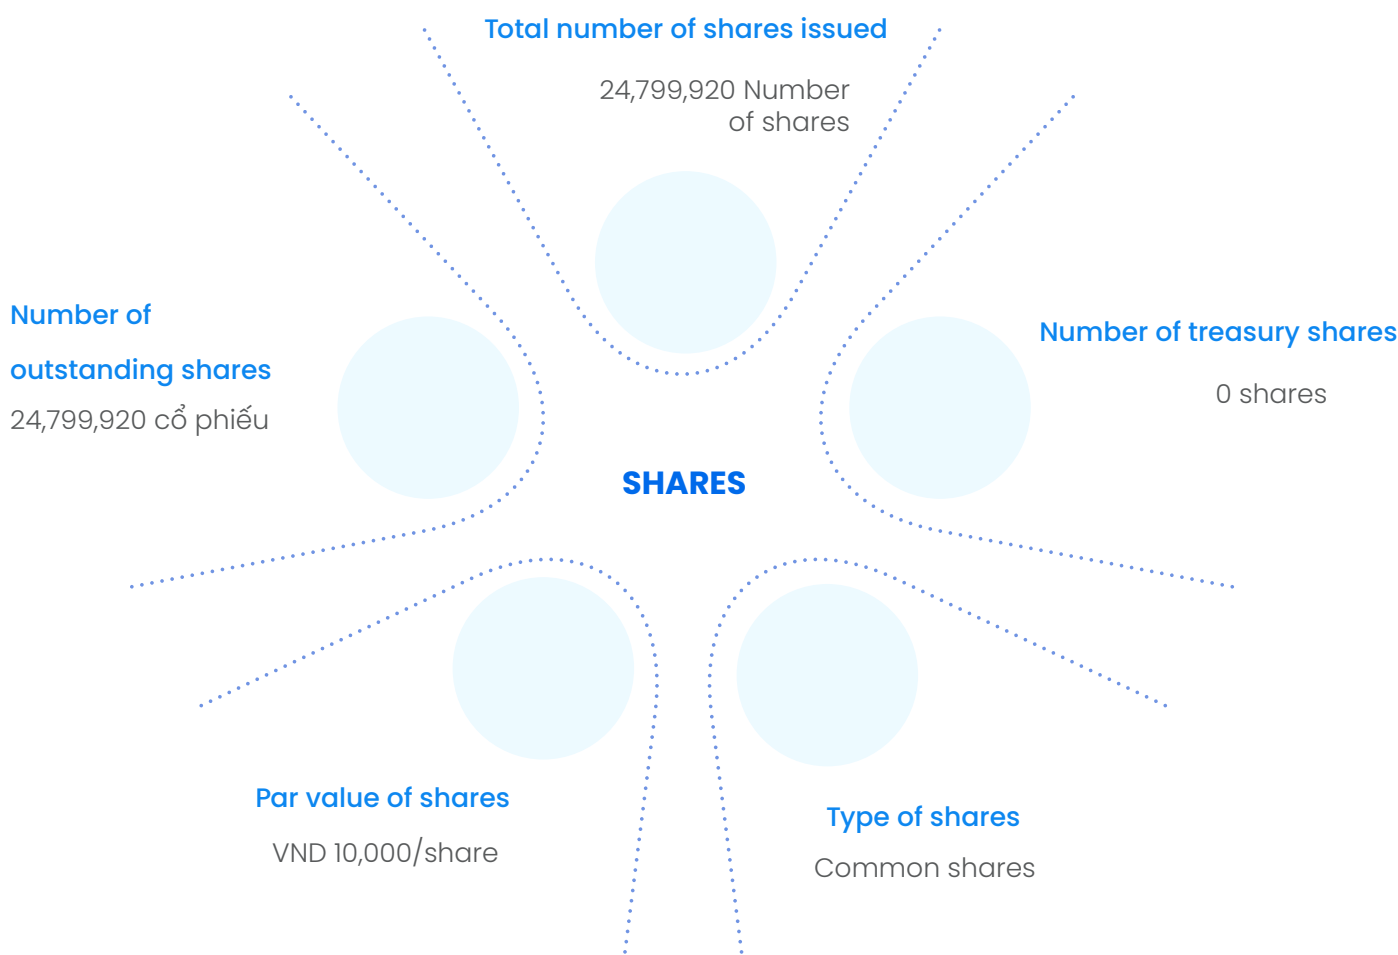 Total number of shares issued
24,799,920 Number
of shares
Number of
outstanding shares
24,799,920 cổ phiếu
Number of treasury shares
0 shares
SHARES
Par value of shares
VND 10,000/share
Type of shares
Common shares